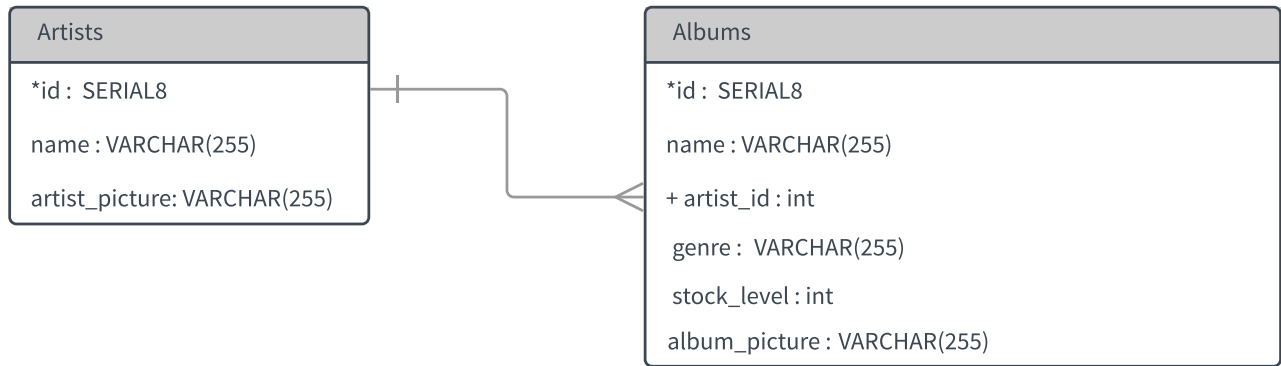 Artists
*id : SERIAL8
name : VARCHAR(255)
artist_picture: VARCHAR(255)
Albums
*id : SERIAL8
name : VARCHAR(255)
+ artist_id : int
genre : VARCHAR(255)
stock_level : int
album_picture : VARCHAR(255)